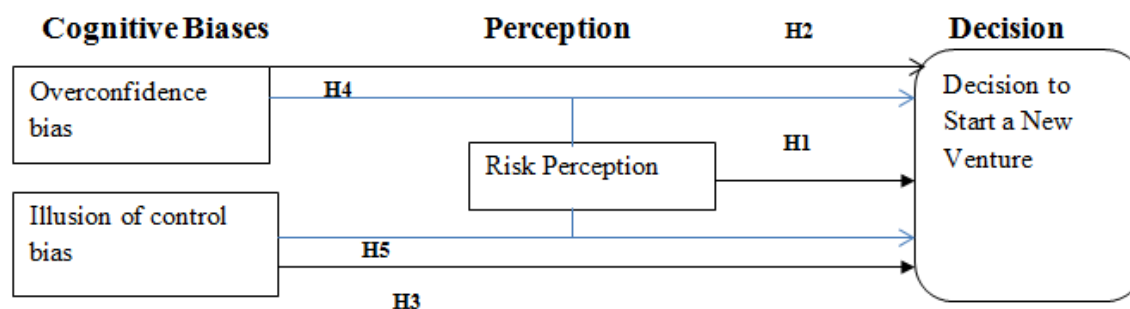 Cognitive Biases Perception H2 Decision
Overconfidence
bias
H4
Decision to
Start a New
Venture
H1
Risk Perception
Illusion of control
bias
H5
H3